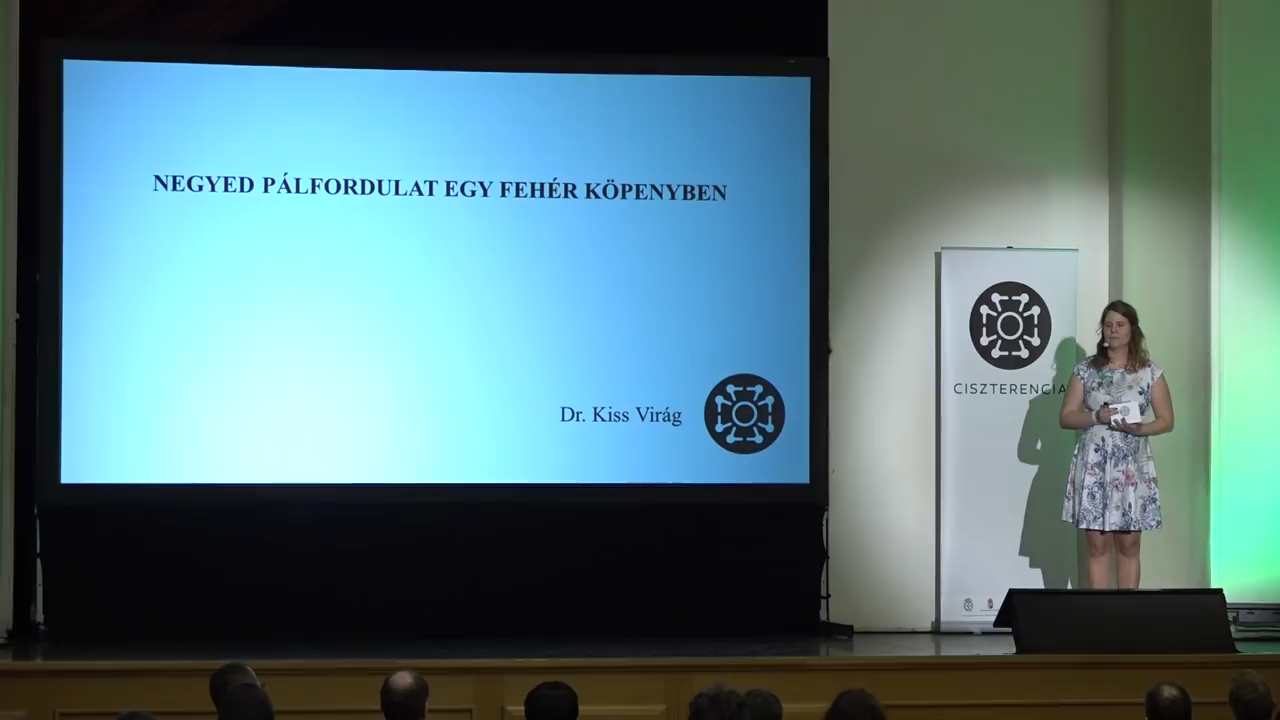 NEGYED PÁLFORDULAT EGY FEHÉR KÖPENYBEN
Dr. Kiss Virág
CISZTERENCIA